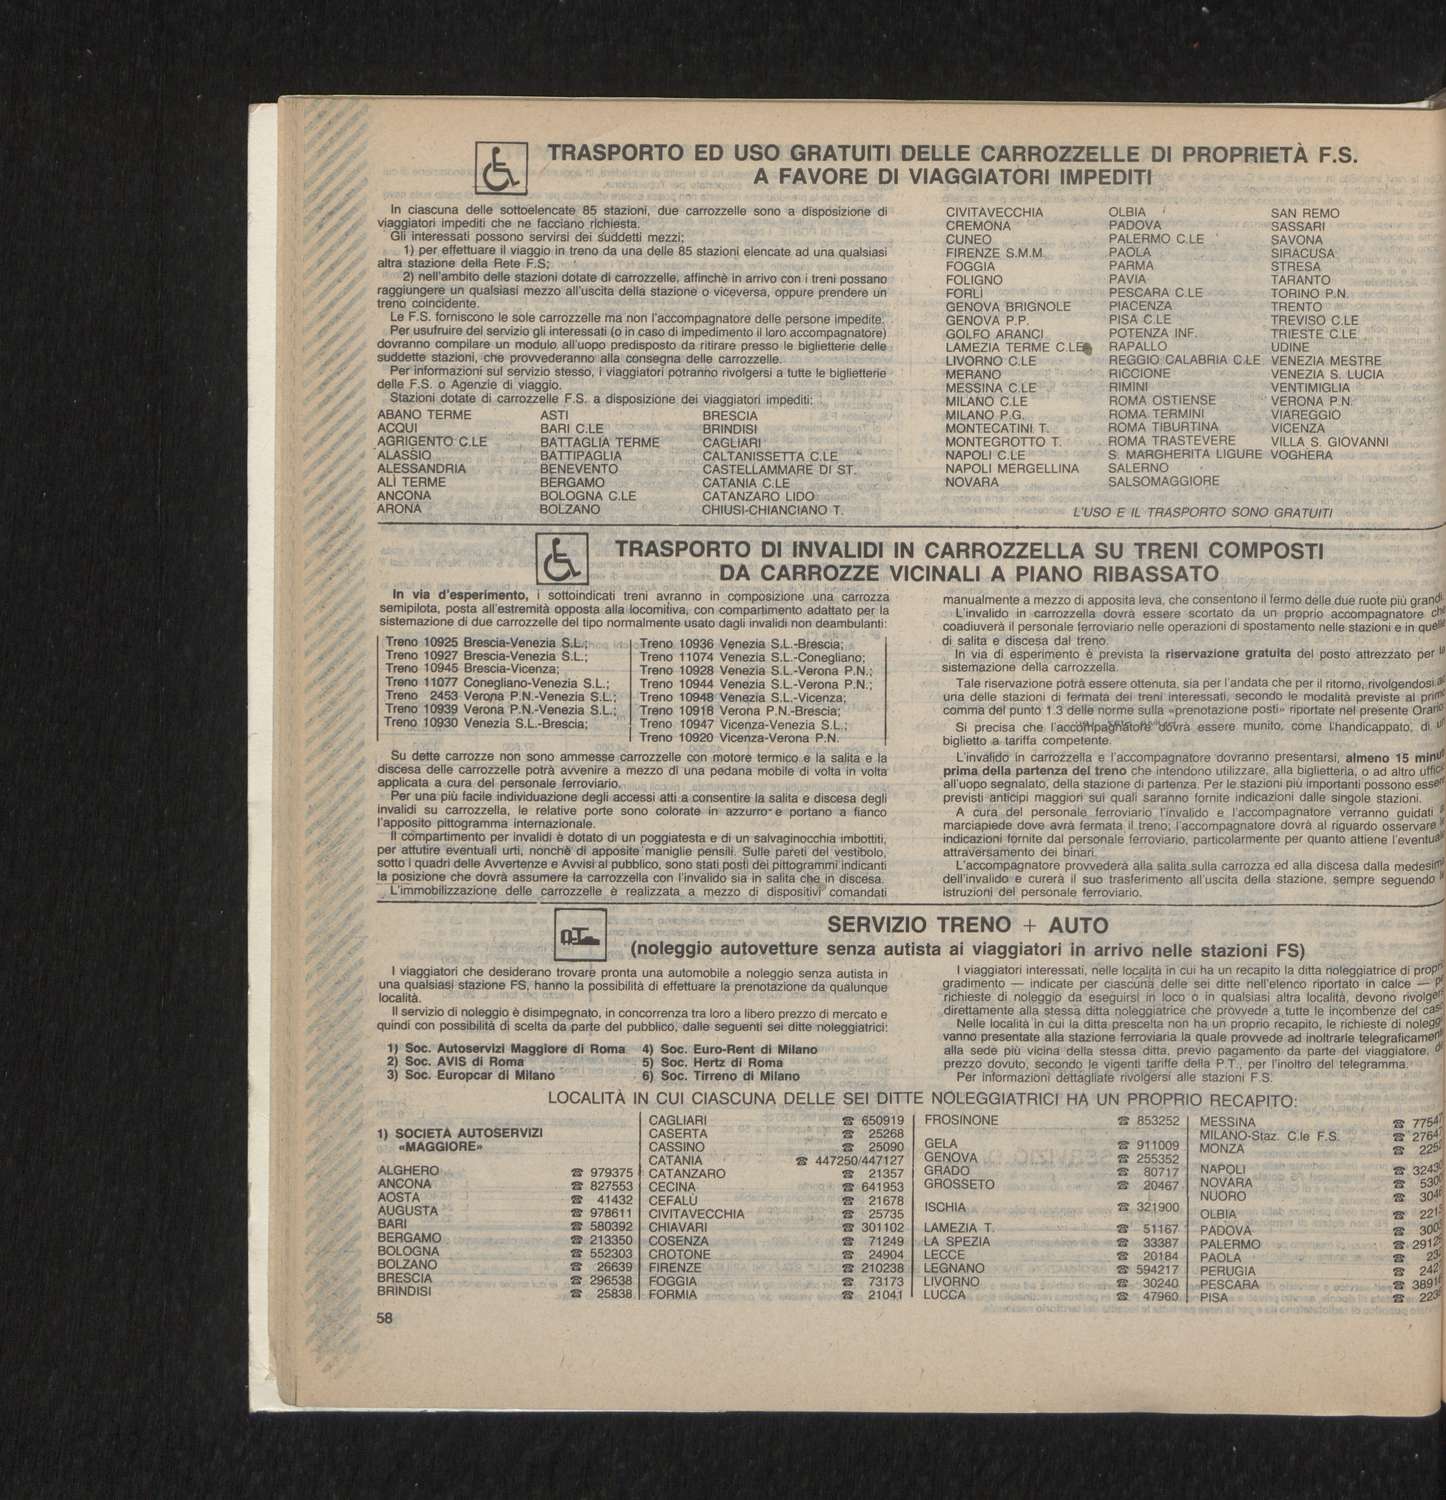 TRASPORTO ED USO GRATUITI DELLE CARROZZELLE DI PROPRIETÀ F.S.
A FAVORE DI VIAGGIATORI IMPEDITI
In ciascuna delle sottoelencate 85 stazioni, due carrozzelle sono a disposizione di
viaggiatori impediti che ne facciano richiesta.
Gli interessati possono servirsi dei suddetti mezzi:
1) per effettuare il viaggio in treno da una delle 85 stazioni elencate ad una qualsiasi
altra stazione della Rete F.S;
2) nell'ambito delle stazioni dotate di carrozzelle, affinchè in arrivo con i treni possano
raggiungere un qualsiasi mezzo all'uscita della stazione o viceversa, oppure prendere un
treno coincidente.
Le F.S. forniscono le sole carrozzelle ma non l'accompagnatore delle persone impedite.
Per usufruire del servizio gli interessati (o in caso di impedimento il loro accompagnatore)
dovranno compilare un modulo all'uopo predisposto da ritirare presso le biglietterie delle
suddette stazioni, che provvederanno alla consegna delle carrozzelle.
Per informazioni sul servizio stesso, i viaggiatori potranno rivolgersi a tutte le biglietterie
delle F.S. o Agenzie di viaggio.
Stazioni dotate di carrozzelle F.S. a disposizione dei viaggiatori impediti:
ABANO TERME ASTI BRESCIA
ACQUI BARI C.LE BRINDISI
AGRIGENTO C.LE BATTAGLIA TERME CAGLIARI
ALASSIO BATTIPAGLIA CALTANISSETTA C.LE
ALESSANDRIA BENEVENTO CASTELLAMMARE DI ST.
ALÌ TERME BERGAMO CATANIA C.LE
ANCONA BOLOGNA C.LE CATANZARO LIDO
ARONA BOLZANO CHIUSI-CHIANCIANO T.
CIVITAVECCHIA OLBIA SAN REMO
CREMONA PADOVA SASSARI
CUNEO PALERMO C.LE SAVONA
FIRENZE S.M.M. PAOLA SIRACUSA
FOGGIA PARMA STRESA
FOLIGNO PAVIA TARANTO
FORLÌ PESCARA C.LE TORINO P.N.
GENOVA BRIGNOLE PIACENZA TRENTO
GENOVA P.P. PISA C.LE TREVISO C.LE
GOLFO ARANCI POTENZA INF. TRIESTE C.LE
LAMEZIA TERME C.LE RAPALLO UDINE
LIVORNO C.LE REGGIO CALABRIA C.LE VENEZIA MESTRE
MERANO RICCIONE VENEZIA S. LUCIA
MESSINA C.LE RIMINI VENTIMIGLIA
MILANO C.LE ROMA OSTIENSE VERONA P.N.
MILANO P.G. ROMA TERMINI VIAREGGIO
MONTECATINI T. ROMA TIBURTINA VICENZA
MONTEGROTTO T. ROMA TRASTEVERE VILLA S. GIOVANNI
NAPOLI C.LE S. MARGHERITA LIGURE VOGHERA
NAPOLI MERGELLINA SALERNO
NOVARA SALSOMAGGIORE
L'USO E IL TRASPORTO SONO GRATUITI
TRASPORTO DI INVALIDI IN CARROZZELLA SU TRENI COMPOSTI
DA CARROZZE VICINALI A PIANO RIBASSATO
In via d'esperimento, i sottoindicati treni avranno in composizione una carrozza
semipilota, posta all'estremità opposta alla locomitiva, con compartimento adattato per la
sistemazione di due carrozzelle del tipo normalmente usato dagli invalidi non deambulanti:
Treno 10925 Brescia-Venezia S.L.;
Treno 10927 Brescia-Venezia S.L.;
Treno 10945 Brescia-Vicenza;
Treno 11077 Conegliano-Venezia S.L.;
Treno 2453 Verona P.N.-Venezia S.L.;
Treno 10939 Verona P.N.-Venezia S.L.;
Treno 10930 Venezia S.L.-Brescia;
Treno 10936 Venezia S.L.-Brescia;
Treno 11074 Venezia S.L.-Conegliano;
Treno 10928 Venezia S.L.-Verona P.N.;
Treno 10944 Venezia S.L.-Verona P.N.;
Treno 10948 Venezia S.L.-Vicenza;
Treno 10918 Verona P.N.-Brescia;
Treno 10947 Vicenza-Venezia S.L.;
Treno 10920 Vicenza-Verona P.N.
Su dette carrozze non sono ammesse carrozzelle con motore termico e la salita e la
discesa delle carrozzelle potrà avvenire a mezzo di una pedana mobile di volta in volta
applicata a cura del personale ferroviario.
Per una più facile individuazione degli accessi atti a consentire la salita e discesa degli
invalidi su carrozzella, le relative porte sono colorate in azzurro e portano a fianco
l'apposito pittogramma internazionale.
Il compartimento per invalidi è dotato di un poggiatesta e di un salvaginocchia imbottiti,
per attutire eventuali urti, nonchè di apposite maniglie pensili. Sulle pareti del vestibolo,
sotto i quadri delle Avvertenze e Avvisi al pubblico, sono stati posti dei pittogrammi indicanti
la posizione che dovrà assumere la carrozzella con l'invalido sia in salita che in discesa.
L'immobilizzazione delle carrozzelle è realizzata a mezzo di dispositivi comandati
manualmente a mezzo di apposita leva, che consentono il fermo delle due ruote più grandi.
L'invalido in carrozzella dovrà essere scortato da un proprio accompagnatore che
coadiuverà il personale ferroviario nelle operazioni di spostamento nelle stazioni e in quelle
di salita e discesa dal treno.
In via di esperimento è prevista la riservazione gratuita del posto attrezzato per la
sistemazione della carrozzella.
Tale riservazione potrà essere ottenuta, sia per l'andata che per il ritorno, rivolgendosi ad
una delle stazioni di fermata dei treni interessati, secondo le modalità previste al primo
comma del punto 1.3 delle norme sulla «prenotazione posti» riportate nel presente Orario.
Si precisa che l'accompagnatore dovrà essere munito, come l'handicappato, di un
biglietto a tariffa competente.
L'invalido in carrozzella e l'accompagnatore dovranno presentarsi, almeno 15 minuti
prima della partenza del treno che intendono utilizzare, alla biglietteria, o ad altro ufficio
all'uopo segnalato, della stazione di partenza. Per le stazioni più importanti possono essere
previsti anticipi maggiori sui quali saranno fornite indicazioni dalle singole stazioni.
A cura del personale ferroviario l'invalido e l'accompagnatore verranno guidati
marciapiede dove avrà fermata il treno; l'accompagnatore dovrà al riguardo osservare
indicazioni fornite dal personale ferroviario, particolarmente per quanto attiene l'eventuale
attraversamento dei binari.
L'accompagnatore provvederà alla salita sulla carrozza ed alla discesa dalla medesima
dell'invalido e curerà il suo trasferimento all'uscita della stazione, sempre seguendo
istruzioni del personale ferroviario.
SERVIZIO TRENO + AUTO
(noleggio autovetture senza autista ai viaggiatori in arrivo nelle stazioni FS)
I viaggiatori che desiderano trovare pronta una automobile a noleggio senza autista in
una qualsiasi stazione FS, hanno la possibilità di effettuare la prenotazione da qualunque
località.
Il servizio di noleggio è disimpegnato, in concorrenza tra loro a libero prezzo di mercato e
quindi con possibilità di scelta da parte del pubblico, dalle seguenti sei ditte noleggiatrici:
1) Soc. Autoservizi Maggiore di Roma 4) Soc. Euro-Rent di Milano
2) Soc. AVIS di Roma 5) Soc. Hertz di Roma
3) Soc. Europcar di Milano 6) Soc. Tirreno di Milano
I viaggiatori interessati, nelle località in cui ha un recapito la ditta noleggiatrice di proprio
gradimento — indicate per ciascuna delle sei ditte nell'elenco riportato in calce —
richieste di noleggio da eseguirsi in loco o in qualsiasi altra località, devono rivolgersi
direttamente alla stessa ditta noleggiatrice che provvede a tutte le incombenze del caso.
Nelle località in cui la ditta prescelta non ha un proprio recapito, le richieste di noleggio
vanno presentate alla stazione ferroviaria la quale provvede ad inoltrarle telegraficamente
alla sede più vicina della stessa ditta, previo pagamento da parte del viaggiatore, del
prezzo dovuto, secondo le vigenti tariffe della P.T., per l'inoltro del telegramma.
Per informazioni dettagliate rivolgersi alle stazioni F.S.
LOCALITÀ IN CUI CIASCUNA DELLE SEI DITTE NOLEGGIATRICI HA UN PROPRIO RECAPITO:
1) SOCIETÀ AUTOSERVIZI
«MAGGIORE»
ALGHERO ☎ 979375
ANCONA ☎ 827553
AOSTA ☎ 41432
AUGUSTA ☎ 978611
BARI ☎ 580392
BERGAMO ☎ 213350
BOLOGNA ☎ 552303
BOLZANO ☎ 26639
BRESCIA ☎ 296538
BRINDISI ☎ 25838
CAGLIARI ☎ 650919
CASERTA ☎ 25268
CASSINO ☎ 25090
CATANIA ☎ 447250/447127
CATANZARO ☎ 21357
CECINA ☎ 641953
CEFALÙ ☎ 21678
CIVITAVECCHIA ☎ 25735
CHIAVARI ☎ 301102
COSENZA ☎ 71249
CROTONE ☎ 24904
FIRENZE ☎ 210238
FOGGIA ☎ 73173
FORMIA ☎ 21041
FROSINONE ☎ 853252
GELA ☎ 911009
GENOVA ☎ 255352
GRADO ☎ 80717
GROSSETO ☎ 20467
ISCHIA ☎ 321900
LAMEZIA T. ☎ 51167
LA SPEZIA ☎ 33387
LECCE ☎ 20184
LEGNANO ☎ 594217
LIVORNO ☎ 30240
LUCCA ☎ 47960
MESSINA ☎
MILANO-Staz. C.le F.S. ☎
MONZA ☎
NAPOLI ☎
NOVARA ☎
NUORO ☎
OLBIA ☎
PADOVA ☎
PALERMO ☎
PAOLA ☎
PERUGIA ☎
PESCARA ☎
PISA ☎
58